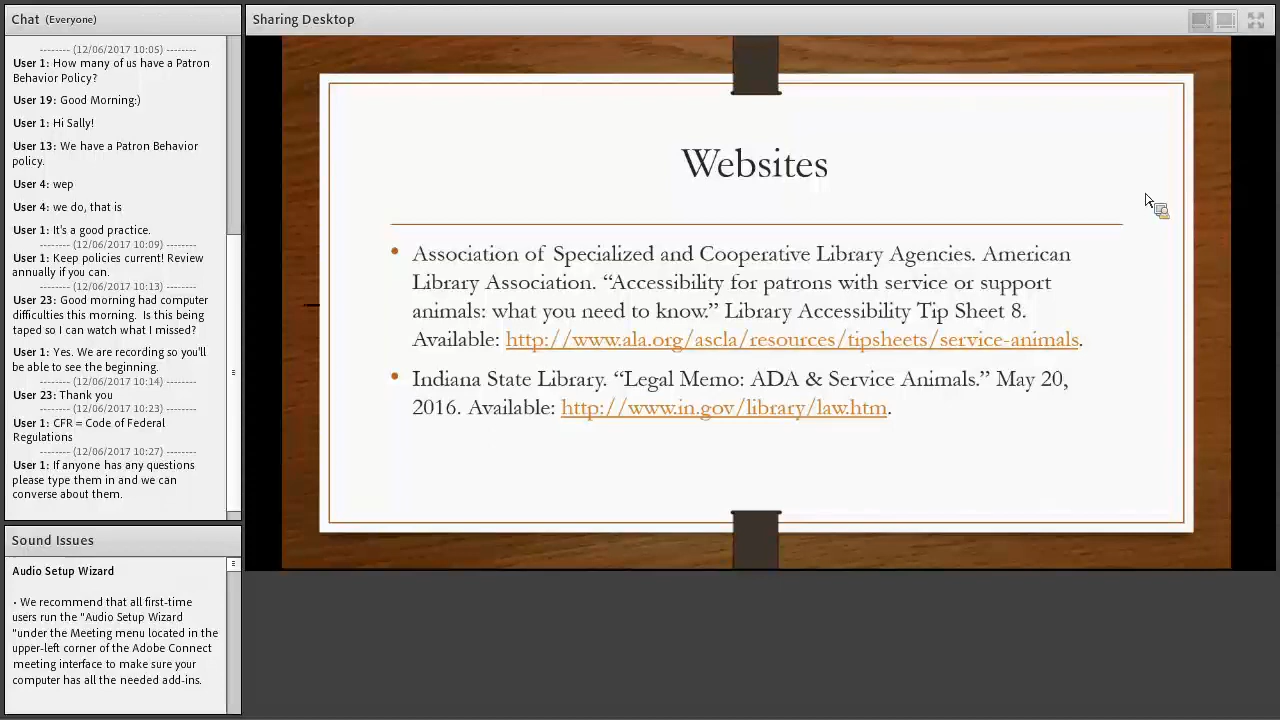 Chat (Everyone)
-------- (12/06/2017 10:05) --------
User 1: How many of us have a Patron
Behavior Policy?
User 19: Good Morning:)
User 1: Hi Sally!
User 13: We have a Patron Behavior
policy.
User 4: wep
User 4: we do, that is
User 1: It's a good practice.
-------- (12/06/2017 10:09) --------
User 1: Keep policies current! Review
annually if you can.
-------- (12/06/2017 10:13) --------
User 23: Good morning had computer
difficulties this morning.  Is this being
taped so I can watch what I missed?
User 1: Yes. We are recording so you'll
be able to see the beginning.
-------- (12/06/2017 10:14) --------
User 23: Thank you
-------- (12/06/2017 10:23) --------
User 1: CFR = Code of Federal
Regulations
-------- (12/06/2017 10:27) --------
User 1: If anyone has any questions
please type them in and we can
converse about them.
Sound Issues
Audio Setup Wizard
• We recommend that all first-time
users run the "Audio Setup Wizard
"under the Meeting menu located in the
upper-left corner of the Adobe Connect
meeting interface to make sure your
computer has all the needed add-ins.
Sharing Desktop
Websites
• Association of Specialized and Cooperative Library Agencies. American
Library Association. “Accessibility for patrons with service or support
animals: what you need to know.” Library Accessibility Tip Sheet 8.
Available: http://www.ala.org/ascla/resources/tipsheets/service-animals.
• Indiana State Library. “Legal Memo: ADA & Service Animals.” May 20,
2016. Available: http://www.in.gov/library/law.htm.